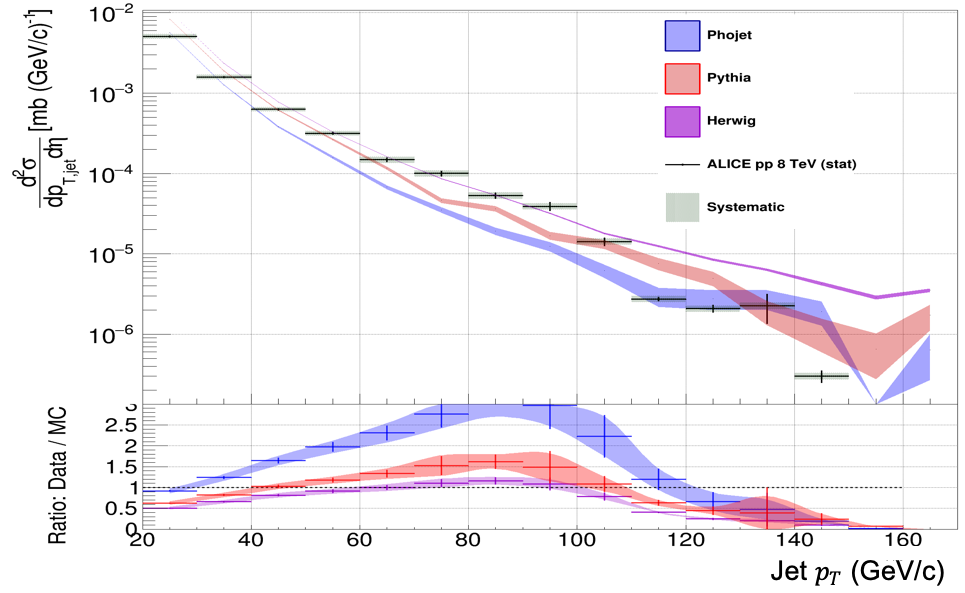 10⁻²
10⁻³
10⁻⁴
10⁻⁵
10⁻⁶
d²σ
dp_T,jet dη [mb (GeV/c)⁻¹]
Phojet
Pythia
Herwig
ALICE pp 8 TeV (stat)
Systematic
Ratio: Data / MC
3
2.5
2
1.5
1
0.5
0
20 40 60 80 100 120 140 160
Jet p_T (GeV/c)